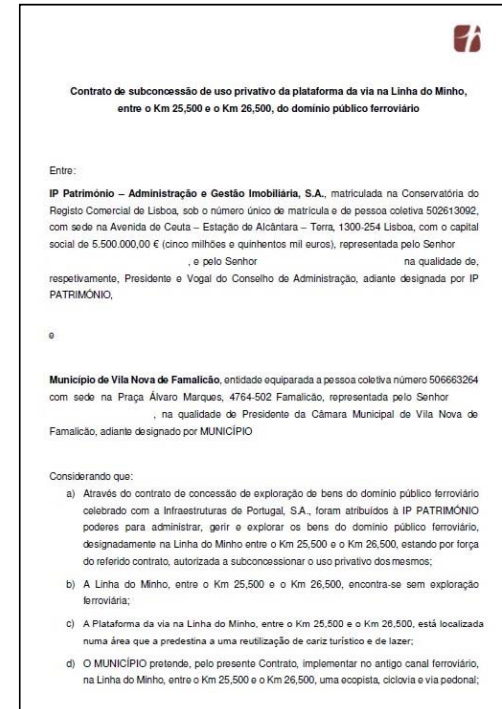 Contrato de subconcessão de uso privativo da plataforma da via na Linha do Minho,
entre o Km 25,500 e o Km 26,500, do domínio público ferroviário
Entre:
IP Património – Administração e Gestão Imobiliária, S.A., matriculada na Conservatória do
Registo Comercial de Lisboa, sob o número único de matrícula e de pessoa coletiva 502613092,
com sede na Avenida de Ceuta – Estação de Alcântara – Terra, 1300-254 Lisboa, com o capital
social de 5.500.000,00 € (cinco milhões e quinhentos mil euros), representada pelo Senhor
, e pelo Senhor na qualidade de,
respetivamente, Presidente e Vogal do Conselho de Administração, adiante designada por IP
PATRIMÓNIO,
e
Município de Vila Nova de Famalicão, entidade equiparada a pessoa coletiva número 506663264
com sede na Praça Álvaro Marques, 4764-502 Famalicão, representada pelo Senhor
, na qualidade de Presidente da Câmara Municipal de Vila Nova de
Famalicão, adiante designado por MUNICÍPIO
Considerando que:
a) Através do contrato de concessão de exploração de bens do domínio público ferroviário
celebrado com a Infraestruturas de Portugal, S.A., foram atribuídos à IP PATRIMÓNIO
poderes para administrar, gerir e explorar os bens do domínio público ferroviário,
designadamente na Linha do Minho entre o Km 25,500 e o Km 26,500, estando por força
do referido contrato, autorizada a subconcessionar o uso privativo dos mesmos;
b) A Linha do Minho, entre o Km 25,500 e o Km 26,500, encontra-se sem exploração
ferroviária;
c) A Plataforma da via na Linha do Minho, entre o Km 25,500 e o Km 26,500, está localizada
numa área que a predestina a uma reutilização de cariz turístico e de lazer;
d) O MUNICÍPIO pretende, pelo presente Contrato, implementar no antigo canal ferroviário,
na Linha do Minho, entre o Km 25,500 e o Km 26,500, uma ecopista, ciclovia e via pedonal;